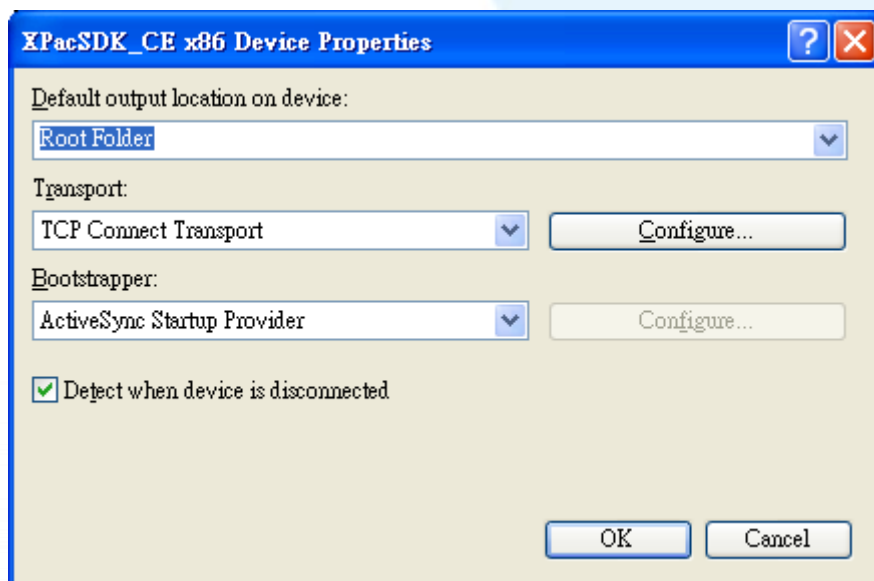 XPacSDK_CE x86 Device Properties
Default output location on device:
Root Folder
Transport:
TCP Connect Transport
Configure...
Bootstrapper:
ActiveSync Startup Provider
Configure...
Detect when device is disconnected
OK
Cancel